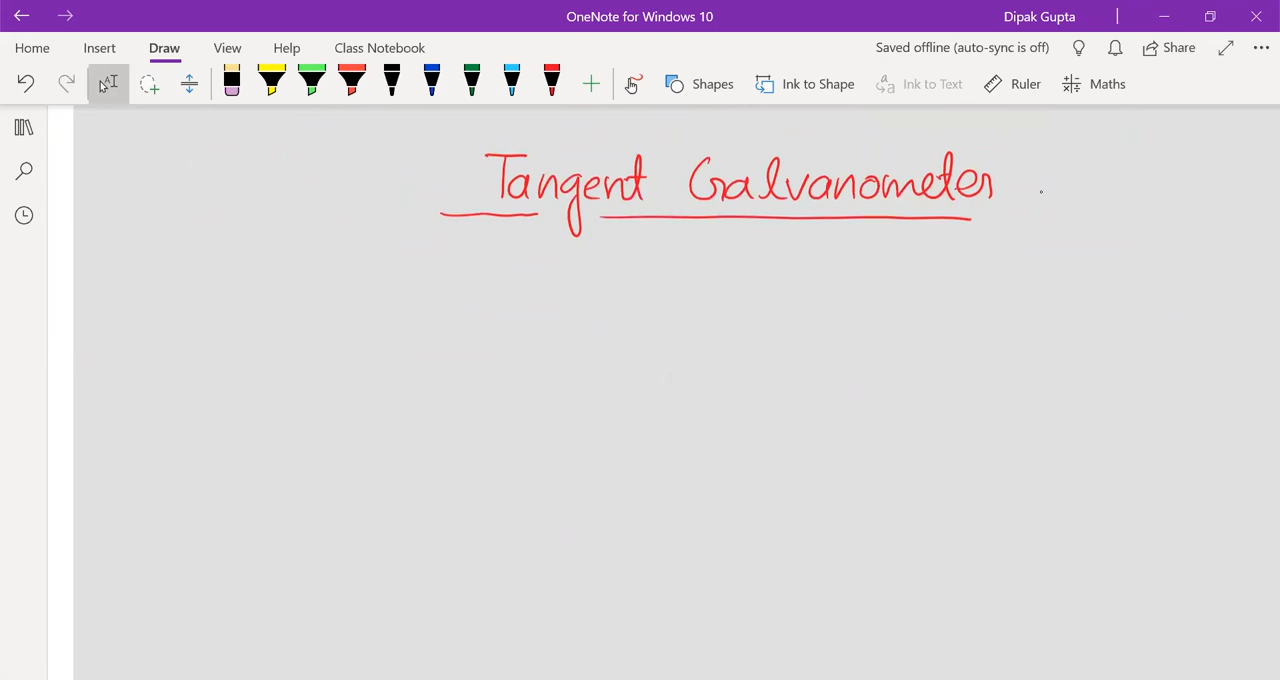 OneNote for Windows 10 Dipak Gupta
Home Insert Draw View Help Class Notebook Saved offline (auto-sync is off) Share
Shapes Ink to Shape Ink to Text Ruler Maths
Tangent Galvanometer